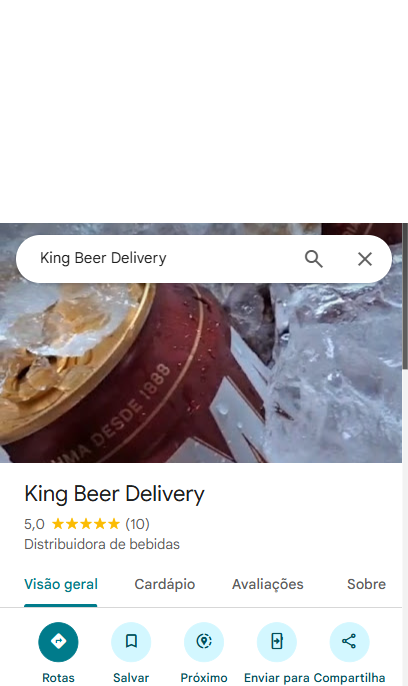 King Beer Delivery
MA DESDE 1888
King Beer Delivery
5,0 (10)
Distribuidora de bebidas
Visão geral Cardápio Avaliações Sobre
Rotas Salvar Próximo Enviar para Compartilha